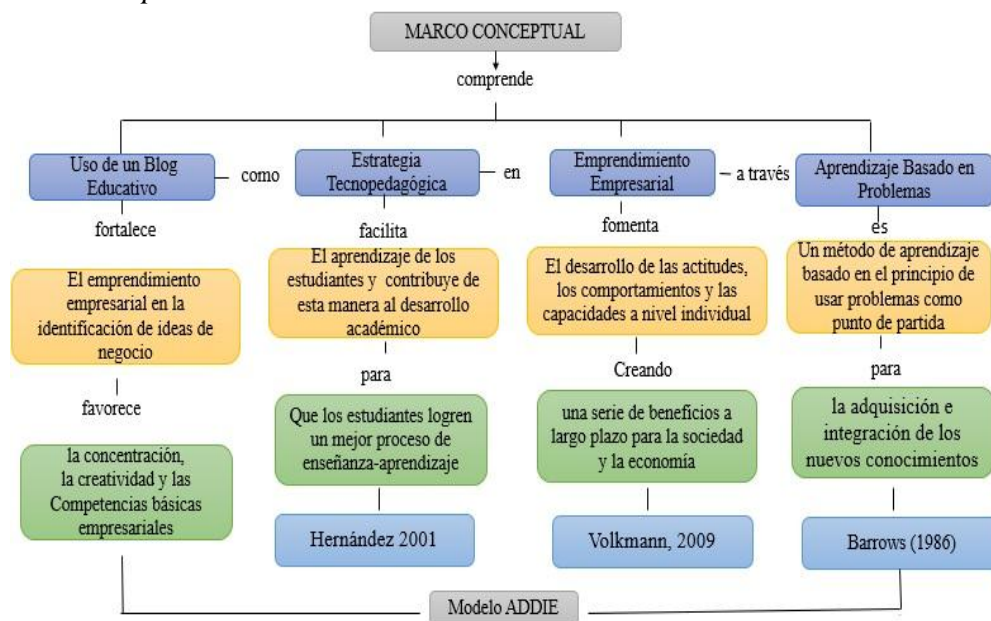 MARCO CONCEPTUAL
comprende
Uso de un Blog
Educativo
como
Estrategia
Tecnopedagógica
en
Emprendimiento
Empresarial
a través
Aprendizaje Basado en
Problemas
fortalece
facilita
fomenta
es
El emprendimiento
empresarial en la
identificación de ideas de
negocio
El aprendizaje de los
estudiantes y contribuye de
esta manera al desarrollo
académico
El desarrollo de las actitudes,
los comportamientos y las
capacidades a nivel individual
Un método de aprendizaje
basado en el principio de
usar problemas como
punto de partida
favorece
para
Creando
para
la concentración,
la creatividad y las
Competencias básicas
empresariales
Que los estudiantes logren
un mejor proceso de
enseñanza-aprendizaje
una serie de beneficios a
largo plazo para la sociedad
y la economía
la adquisición e
integración de los
nuevos conocimientos
Hernández 2001
Volkmann, 2009
Barrows (1986)
Modelo ADDIE